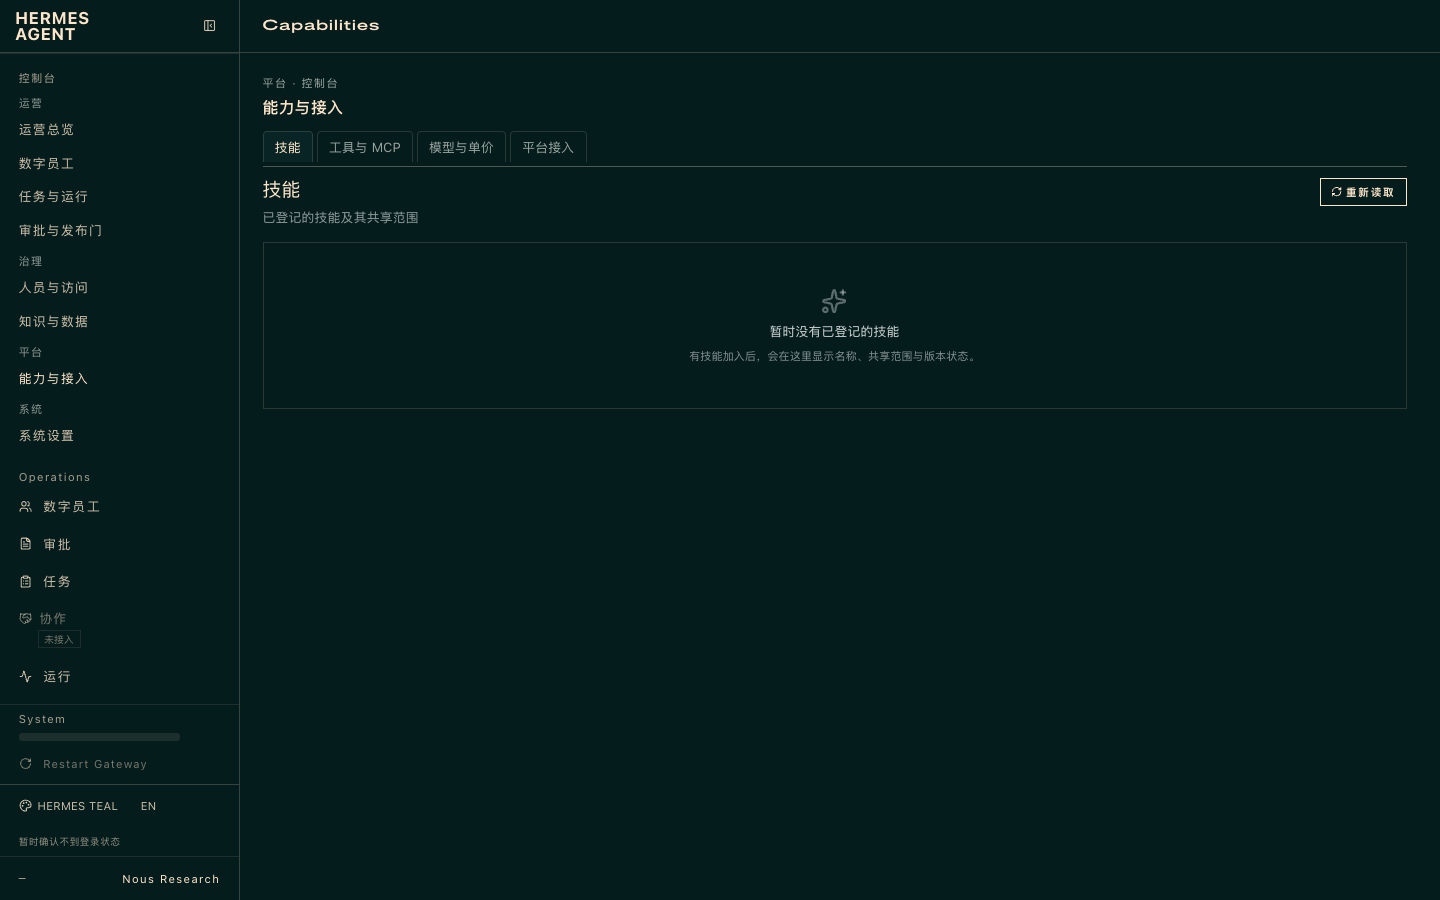 HERMES
AGENT
Capabilities
控制台
运营
运营总览
数字员工
任务与运行
审批与发布门
治理
人员与访问
知识与数据
平台
能力与接入
系统
系统设置
Operations
数字员工
审批
任务
协作
未接入
运行
System
Restart Gateway
HERMES TEAL EN
暂时确认不到登录状态
– Nous Research
平台 · 控制台
能力与接入
技能 工具与 MCP 模型与单价 平台接入
技能
重新读取
已登记的技能及其共享范围
暂时没有已登记的技能
有技能加入后，会在这里显示名称、共享范围与版本状态。